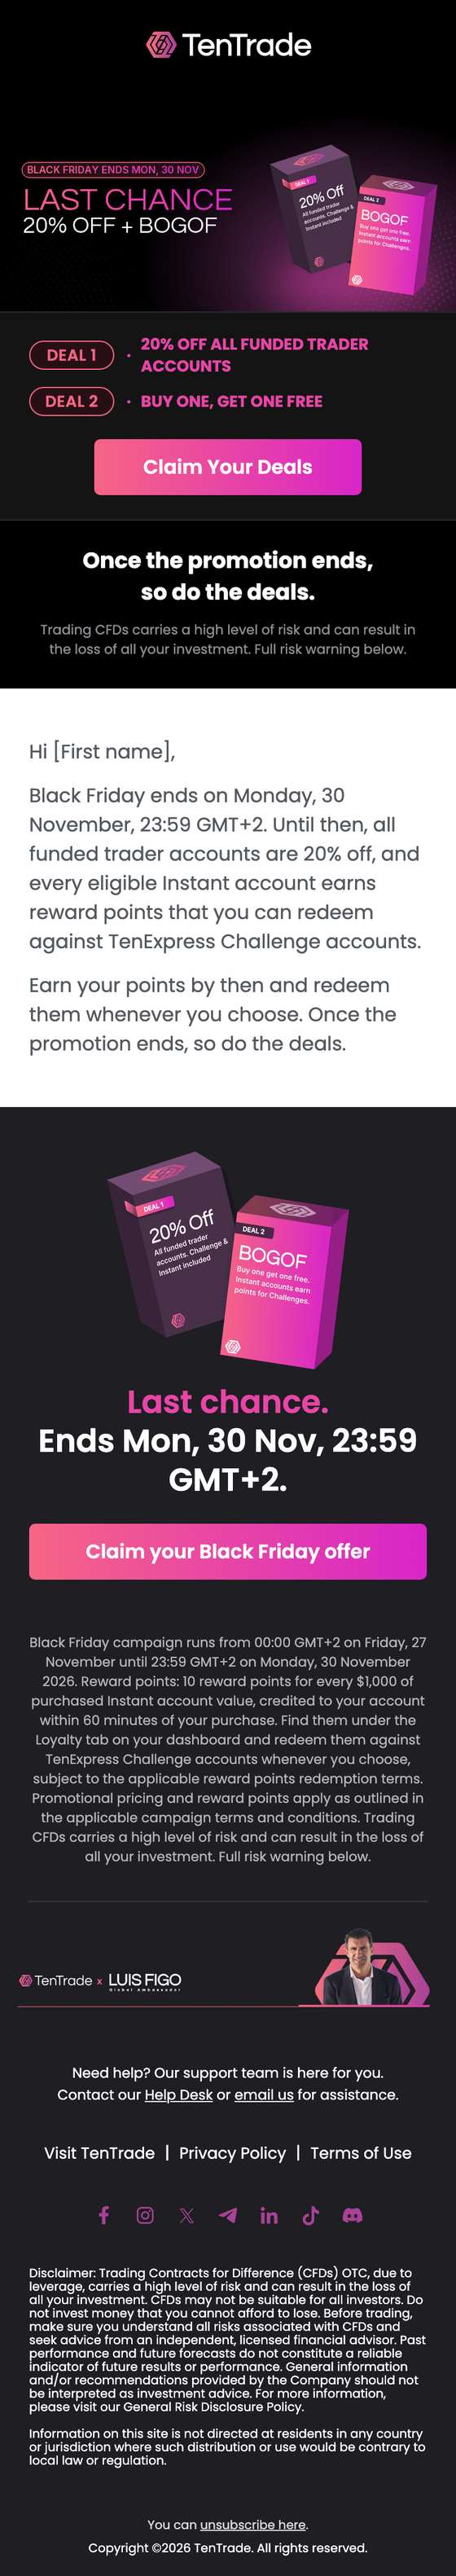 TenTrade
BLACK FRIDAY ENDS MON, 30 NOV
LAST CHANCE
20% OFF + BOGOF
DEAL 1
20% Off
All funded trader
accounts. Challenge &
Instant included
DEAL 2
BOGOF
Buy one get one free.
Instant accounts earn
points for Challenges.
DEAL 1 · 20% OFF ALL FUNDED TRADER
ACCOUNTS
DEAL 2 · BUY ONE, GET ONE FREE
Claim Your Deals
Once the promotion ends,
so do the deals.
Trading CFDs carries a high level of risk and can result in
the loss of all your investment. Full risk warning below.
Hi [First name],
Black Friday ends on Monday, 30
November, 23:59 GMT+2. Until then, all
funded trader accounts are 20% off, and
every eligible Instant account earns
reward points that you can redeem
against TenExpress Challenge accounts.
Earn your points by then and redeem
them whenever you choose. Once the
promotion ends, so do the deals.
DEAL 1
20% Off
All funded trader
accounts. Challenge &
Instant included
DEAL 2
BOGOF
Buy one get one free.
Instant accounts earn
points for Challenges.
Last chance.
Ends Mon, 30 Nov, 23:59
GMT+2.
Claim your Black Friday offer
Black Friday campaign runs from 00:00 GMT+2 on Friday, 27
November until 23:59 GMT+2 on Monday, 30 November
2026. Reward points: 10 reward points for every $1,000 of
purchased Instant account value, credited to your account
within 60 minutes of your purchase. Find them under the
Loyalty tab on your dashboard and redeem them against
TenExpress Challenge accounts whenever you choose,
subject to the applicable reward points redemption terms.
Promotional pricing and reward points apply as outlined in
the applicable campaign terms and conditions. Trading
CFDs carries a high level of risk and can result in the loss of
all your investment. Full risk warning below.
TenTrade x LUIS FIGO
Global Ambassador
Need help? Our support team is here for you.
Contact our Help Desk or email us for assistance.
Visit TenTrade | Privacy Policy | Terms of Use
Disclaimer: Trading Contracts for Difference (CFDs) OTC, due to
leverage, carries a high level of risk and can result in the loss of
all your investment. CFDs may not be suitable for all investors. Do
not invest money that you cannot afford to lose. Before trading,
make sure you understand all risks associated with CFDs and
seek advice from an independent, licensed financial advisor. Past
performance and future forecasts do not constitute a reliable
indicator of future results or performance. General information
and/or recommendations provided by the Company should not
be interpreted as investment advice. For more information,
please visit our General Risk Disclosure Policy.
Information on this site is not directed at residents in any country
or jurisdiction where such distribution or use would be contrary to
local law or regulation.
You can unsubscribe here.
Copyright ©2026 TenTrade. All rights reserved.